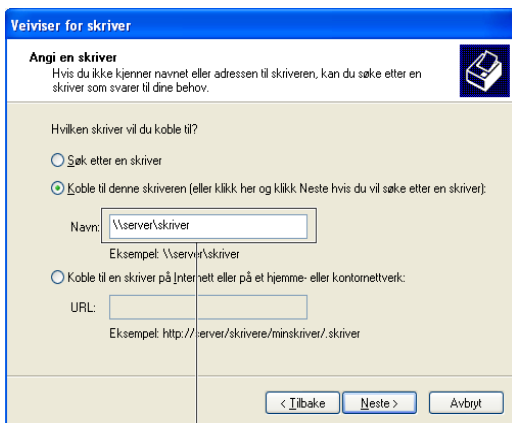 Veiviser for skriver
Angi en skriver
Hvis du ikke kjenner navnet eller adressen til skriveren, kan du søke etter en
skriver som svarer til dine behov.
Hvilken skriver vil du koble til?
Søk etter en skriver
Koble til denne skriveren (eller klikk her og klikk Neste hvis du vil søke etter en skriver):
Navn: \\server\skriver
Eksempel: \\server\skriver
Koble til en skriver på Internett eller på et hjemme- eller kontornettverk:
URL:
Eksempel: http://server/skrivere/minskriver/.skriver
< Tilbake Neste > Avbryt